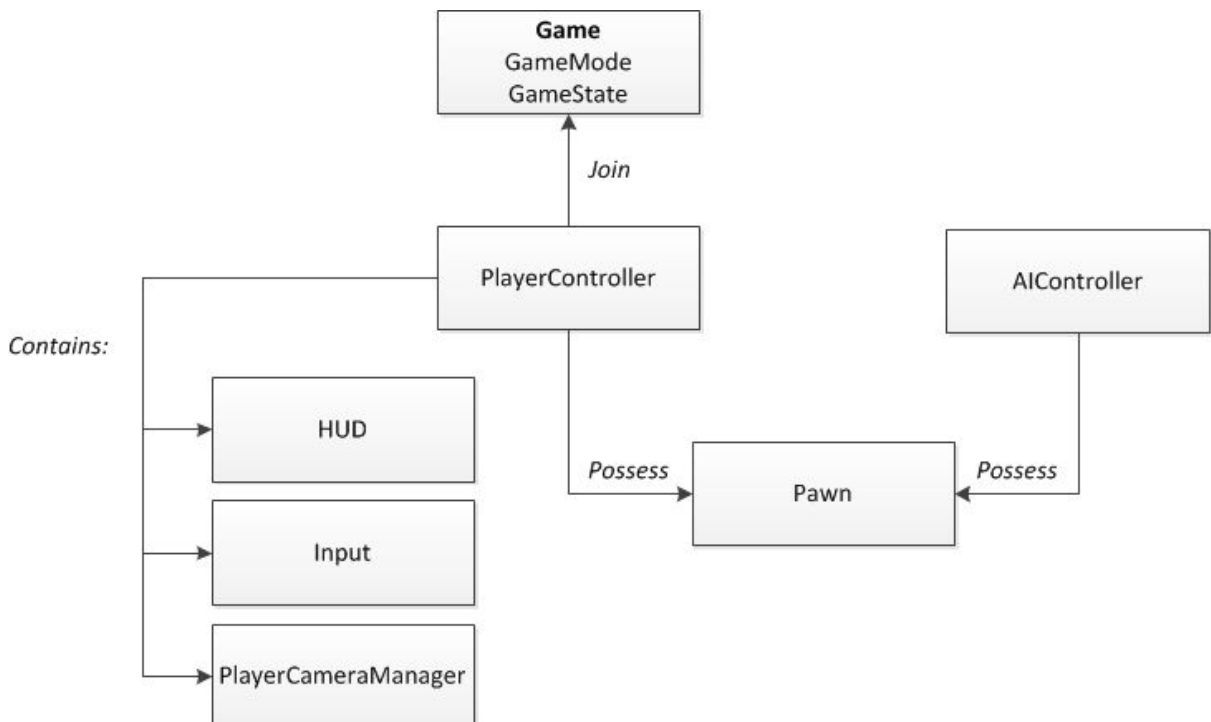 Game
GameMode
GameState
Join
PlayerController
AIController
Contains:
HUD
Possess
Possess
Pawn
Input
PlayerCameraManager